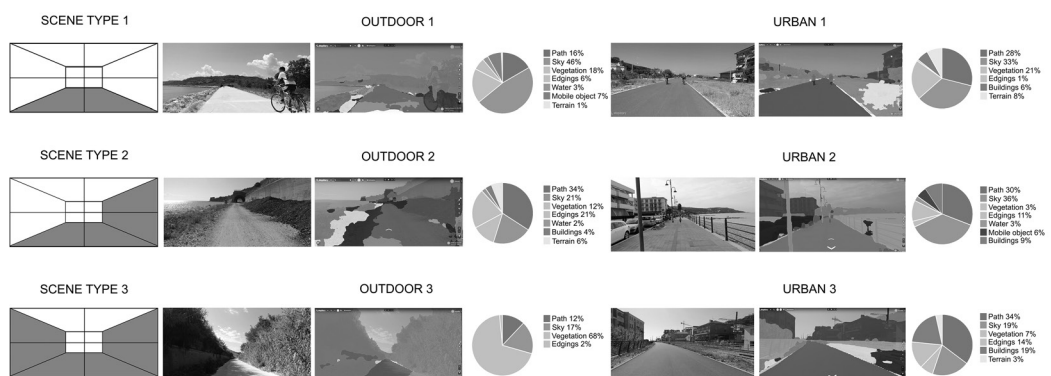 SCENE TYPE 1
OUTDOOR 1
URBAN 1
Path 16%
Sky 46%
Vegetation 18%
Edgings 6%
Water 3%
Mobile object 7%
Terrain 1%
Path 28%
Sky 33%
Vegetation 21%
Edgings 1%
Buildings 6%
Terrain 8%
SCENE TYPE 2
OUTDOOR 2
URBAN 2
Path 34%
Sky 21%
Vegetation 12%
Edgings 21%
Water 2%
Buildings 4%
Terrain 6%
Path 30%
Sky 36%
Vegetation 3%
Edgings 11%
Water 3%
Mobile object 6%
Buildings 9%
SCENE TYPE 3
OUTDOOR 3
URBAN 3
Path 12%
Sky 17%
Vegetation 68%
Edgings 2%
Path 34%
Sky 19%
Vegetation 7%
Edgings 14%
Buildings 19%
Terrain 3%